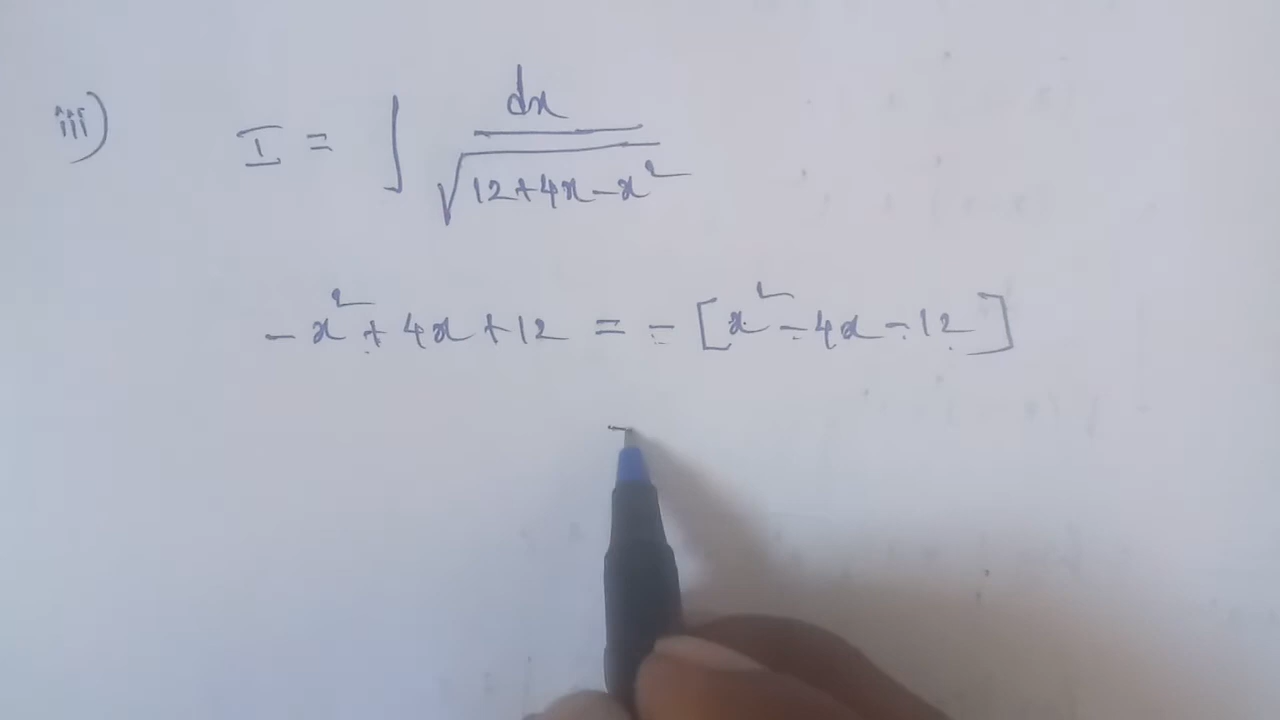 iii) I = ∫ dx / √(12+4x−x²)
−x² + 4x + 12 = −[x² − 4x − 12]